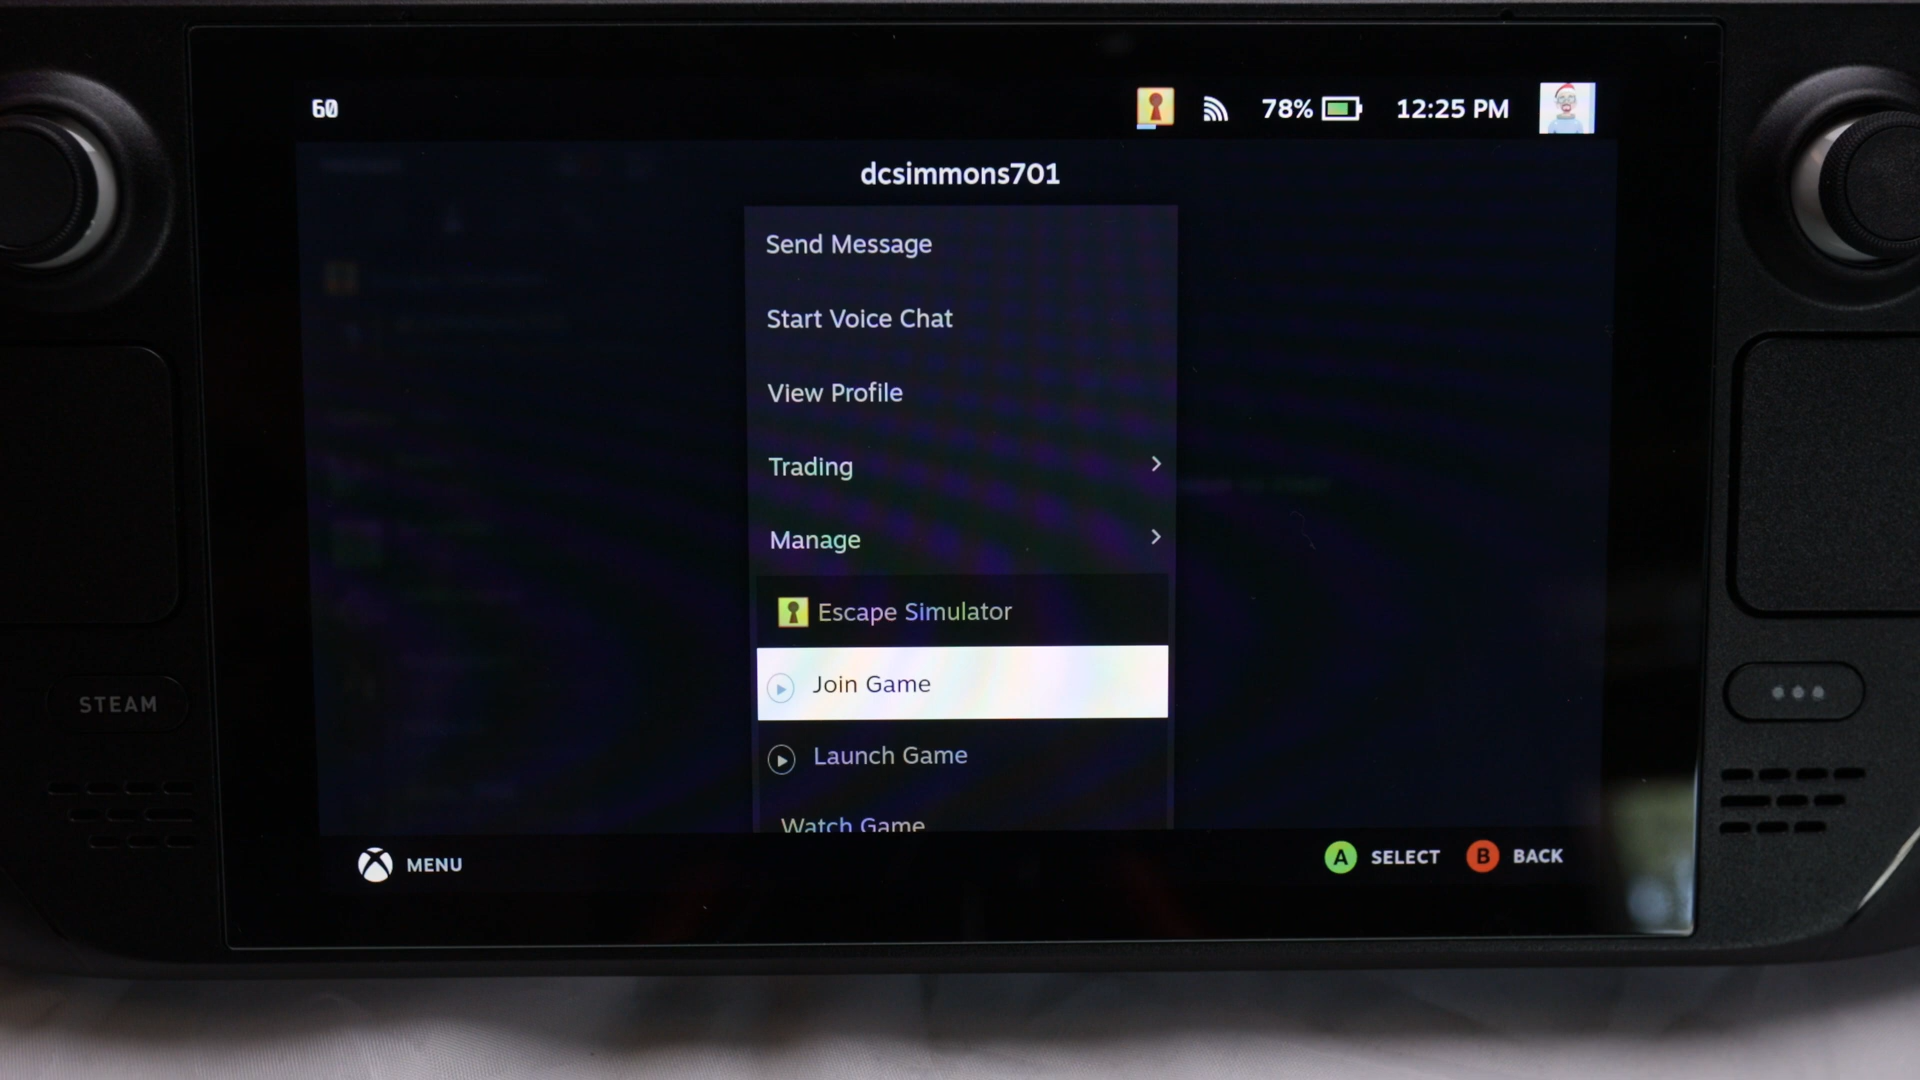 60
78%
12:25 PM
dcsimmons701
Send Message
Start Voice Chat
View Profile
Trading
Manage
Escape Simulator
Join Game
Launch Game
Watch Game
STEAM
MENU
A SELECT
B BACK